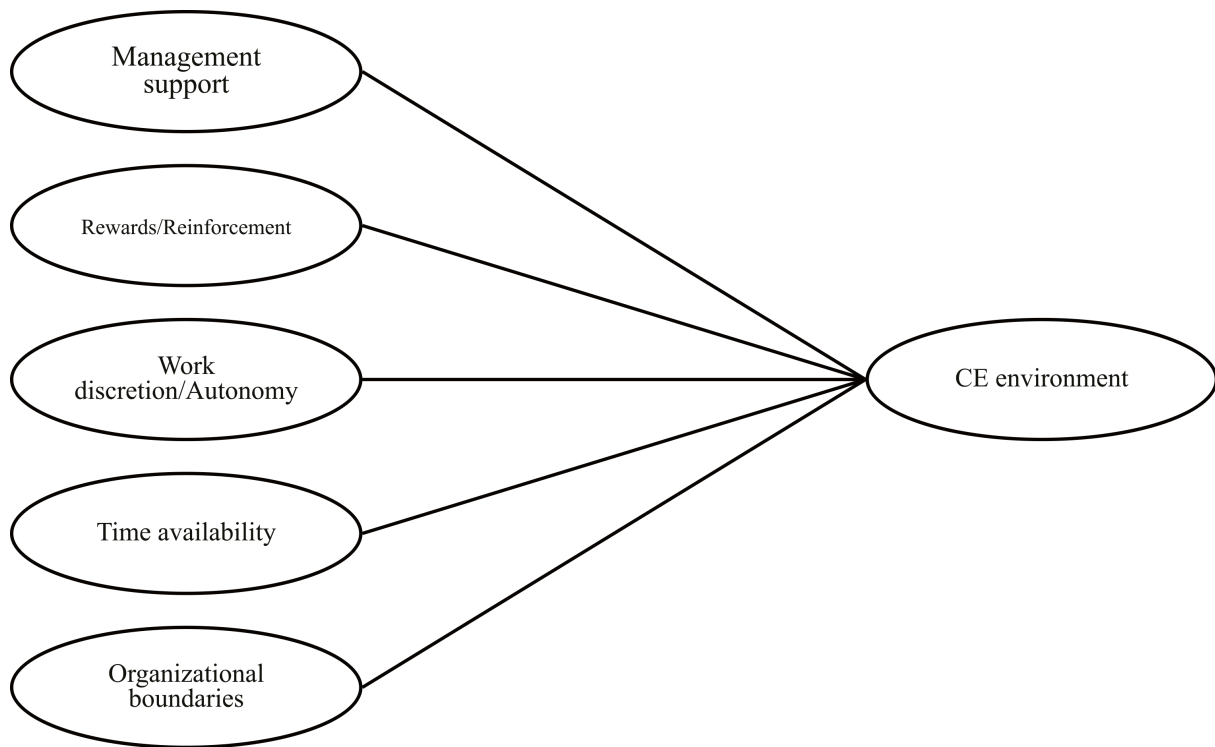 Management
support
Rewards/Reinforcement
Work
discretion/Autonomy
CE environment
Time availability
Organizational
boundaries